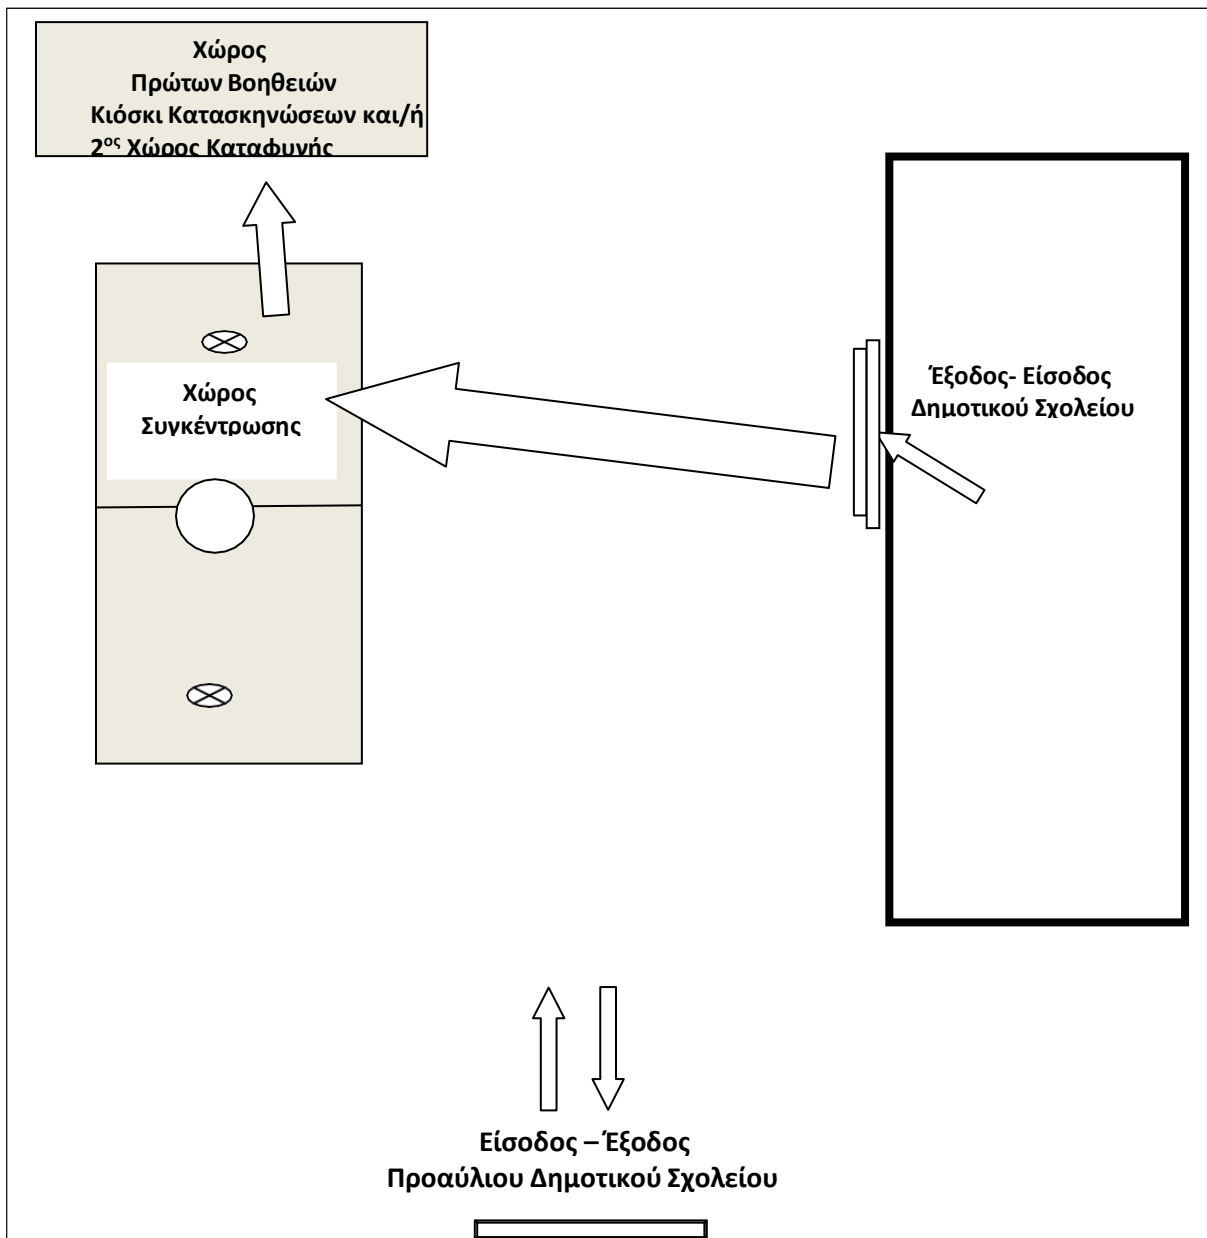 Χώρος
Πρώτων Βοηθειών
Κιόσκι Κατασκηνώσεων και/ή
2ος Χώρος Καταφυγής
Χώρος
Συγκέντρωσης
Έξοδος- Είσοδος
Δημοτικού Σχολείου
Είσοδος – Έξοδος
Προαύλιου Δημοτικού Σχολείου